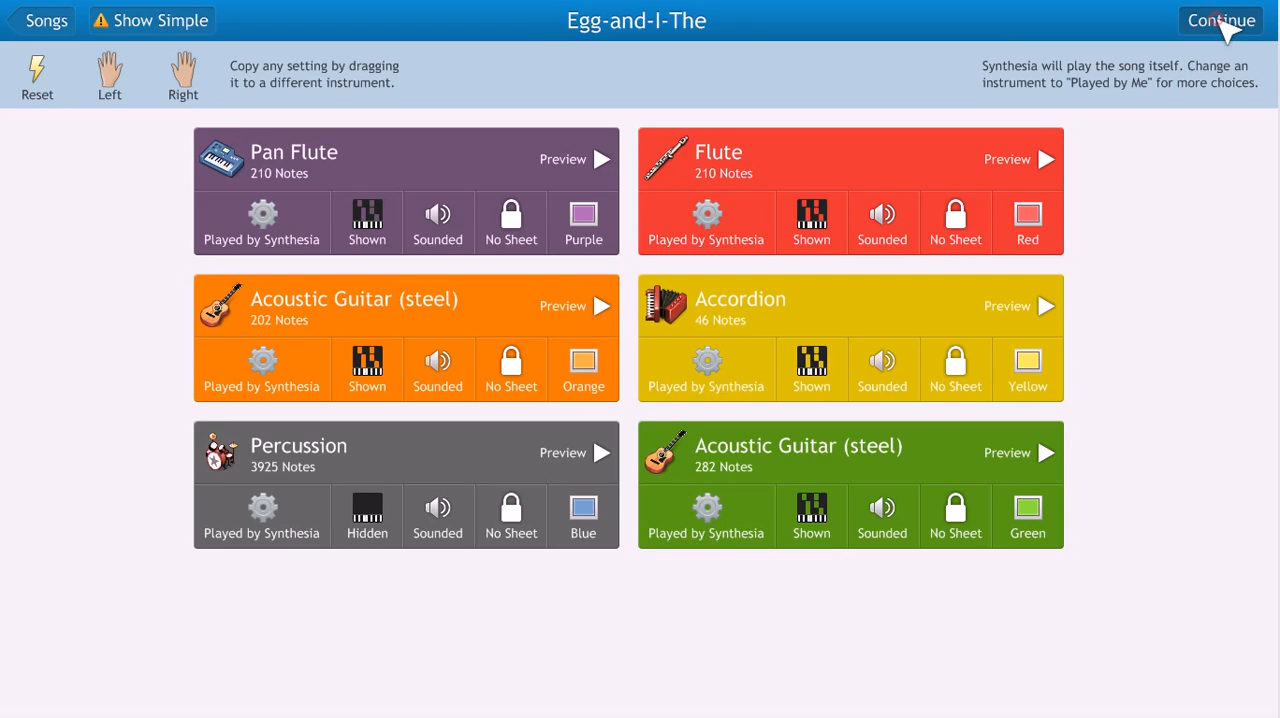 Songs
Show Simple
Egg-and-I-The
Continue
Reset
Left
Right
Copy any setting by dragging
it to a different instrument.
Synthesia will play the song itself. Change an
instrument to "Played by Me" for more choices.
Pan Flute
210 Notes
Preview
Played by Synthesia
Shown
Sounded
No Sheet
Purple
Flute
210 Notes
Preview
Played by Synthesia
Shown
Sounded
No Sheet
Red
Acoustic Guitar (steel)
202 Notes
Preview
Played by Synthesia
Shown
Sounded
No Sheet
Orange
Accordion
46 Notes
Preview
Played by Synthesia
Shown
Sounded
No Sheet
Yellow
Percussion
3925 Notes
Preview
Played by Synthesia
Hidden
Sounded
No Sheet
Blue
Acoustic Guitar (steel)
282 Notes
Preview
Played by Synthesia
Shown
Sounded
No Sheet
Green